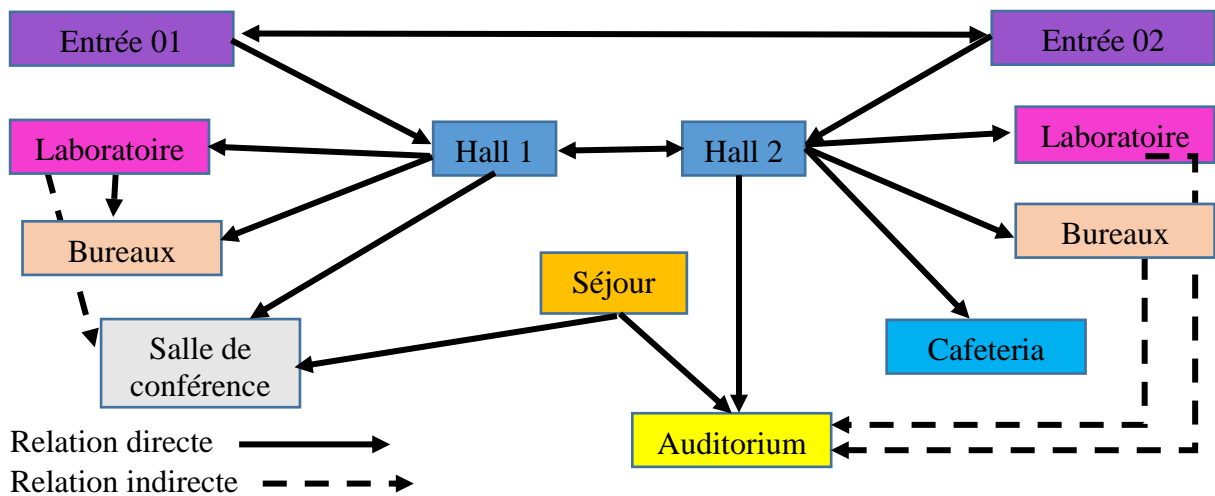 Entrée 01
Entrée 02
Laboratoire
Hall 1
Hall 2
Laboratoire
Bureaux
Bureaux
Séjour
Salle de
conférence
Cafeteria
Auditorium
Relation directe
Relation indirecte